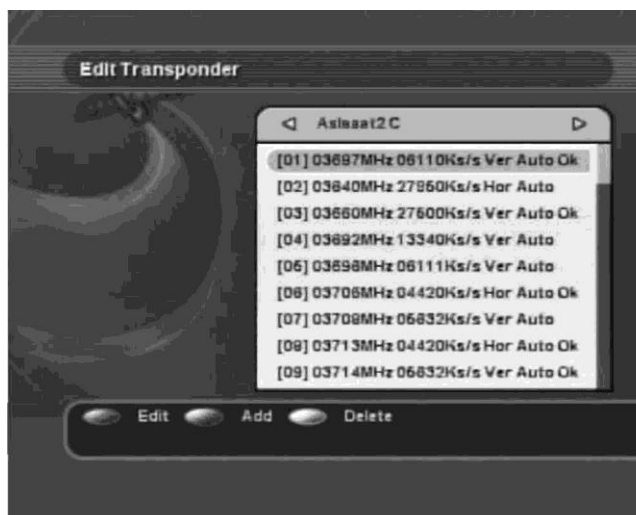 Edit Transponder
Asiasat2 C
[01] 03697MHz 06110Ks/s Ver Auto Ok
[02] 03640MHz 27850Ks/s Hor Auto
[03] 03660MHz 27500Ks/s Ver Auto Ok
[04] 03692MHz 13340Ks/s Ver Auto
[05] 03696MHz 06111Ks/s Ver Auto
[06] 03706MHz 04420Ks/s Hor Auto Ok
[07] 03708MHz 05632Ks/s Ver Auto
[08] 03713MHz 04420Ks/s Hor Auto Ok
[09] 03714MHz 05632Ks/s Ver Auto Ok
Edit Add Delete